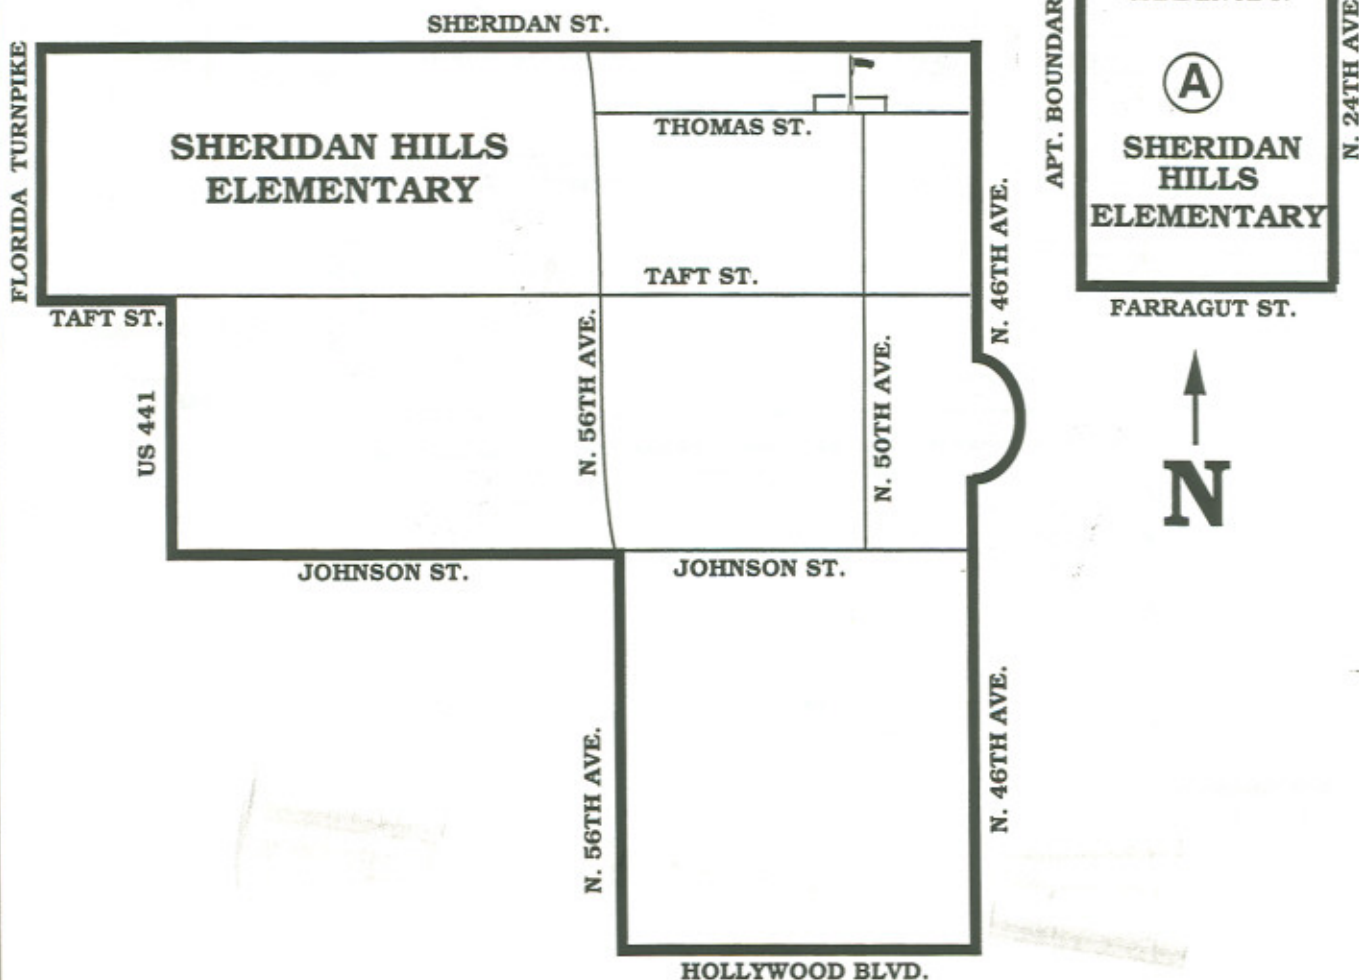 SHERIDAN ST.
FLORIDA TURNPIKE
SHERIDAN HILLS
ELEMENTARY
THOMAS ST.
TAFT ST.
N. 46TH AVE.
TAFT ST.
US 441
N. 56TH AVE.
N. 50TH AVE.
JOHNSON ST.
JOHNSON ST.
N. 56TH AVE.
N. 46TH AVE.
HOLLYWOOD BLVD.
APT. BOUNDAR
N. 24TH AVE
A
SHERIDAN
HILLS
ELEMENTARY
FARRAGUT ST.
N